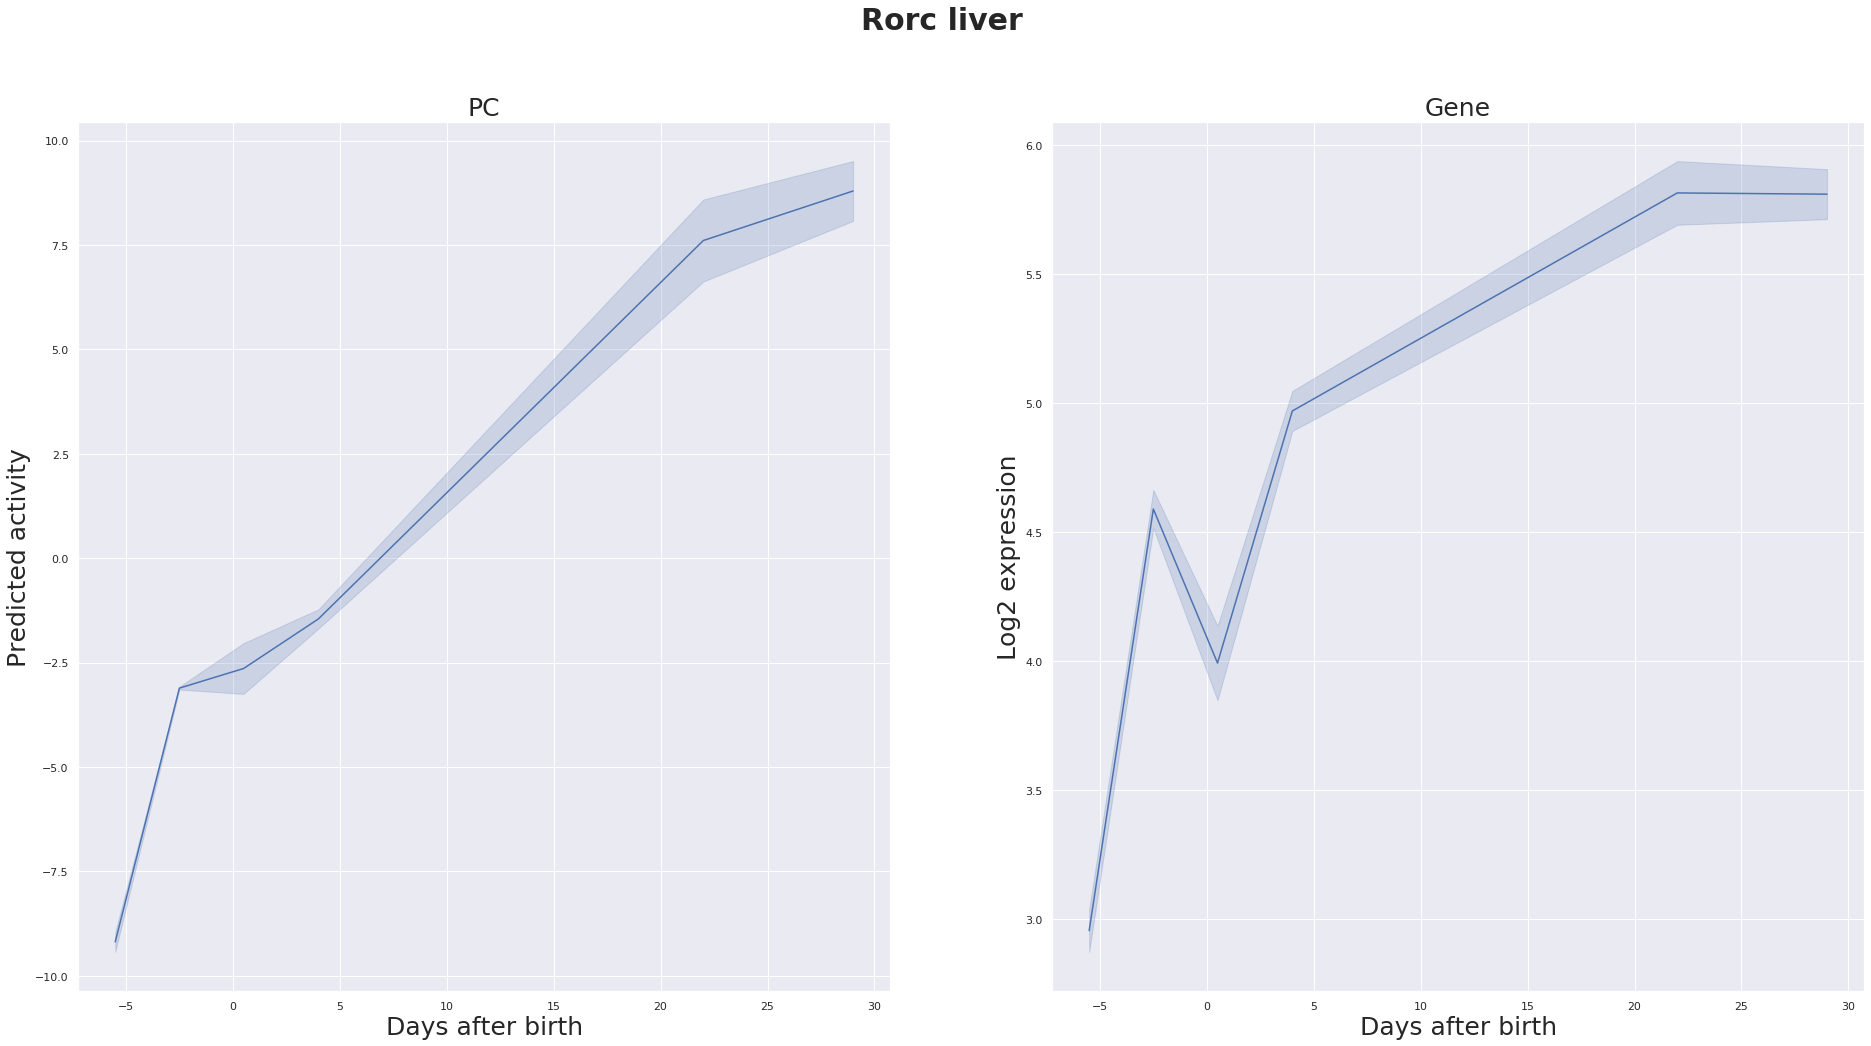 Rorc liver
PC
10.0
7.5
5.0
2.5
0.0
−2.5
−5.0
−7.5
−10.0
Predicted activity
−5 0 5 10 15 20 25 30
Days after birth
Gene
6.0
5.5
5.0
4.5
4.0
3.5
3.0
Log2 expression
−5 0 5 10 15 20 25 30
Days after birth